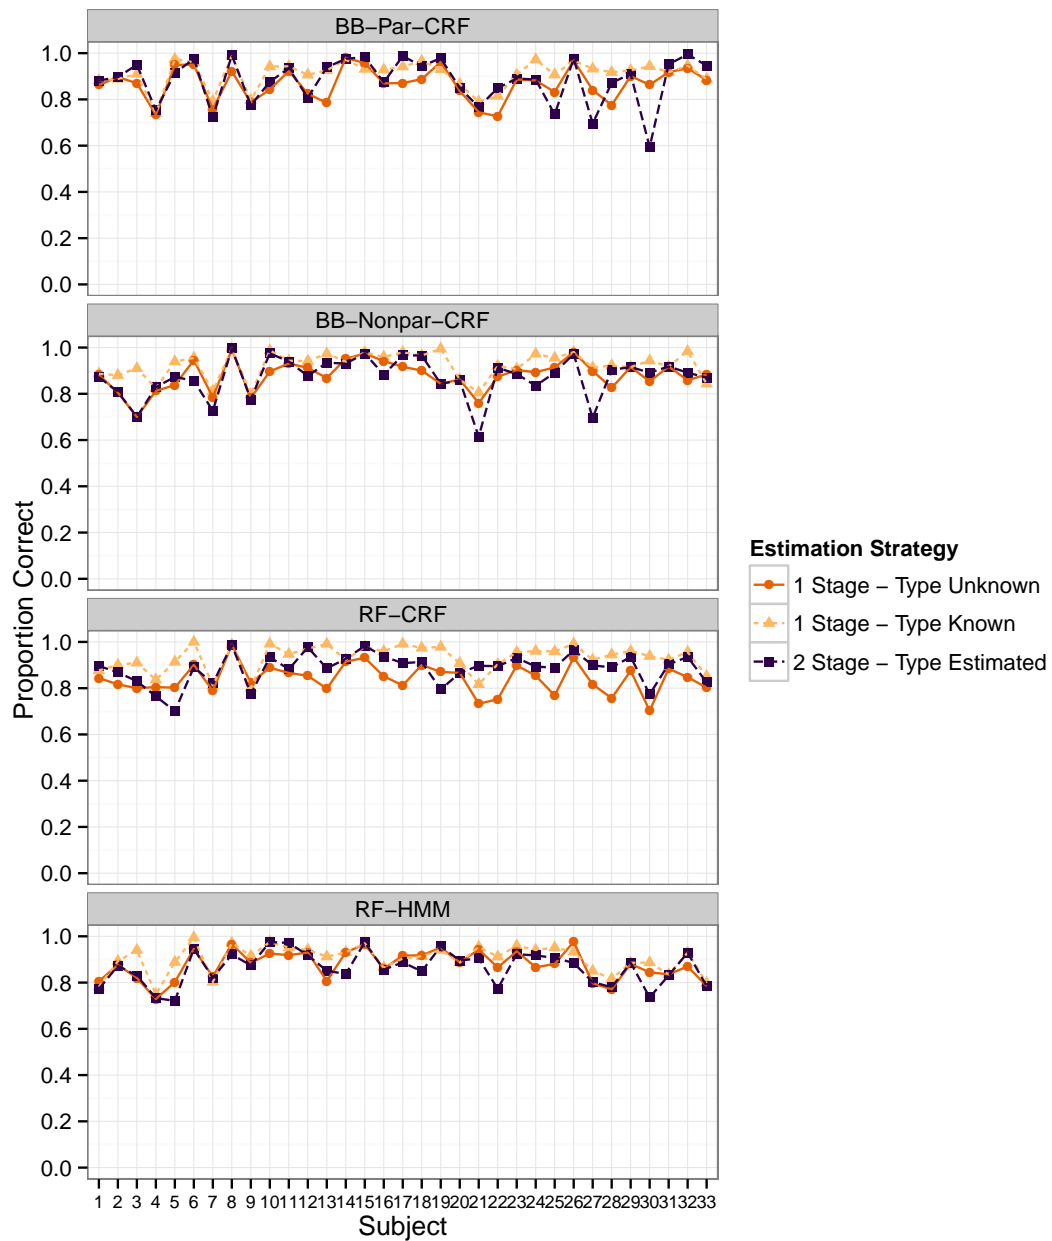 BB−Par−CRF
1.0
0.8
0.6
0.4
0.2
0.0
BB−Nonpar−CRF
1.0
0.8
0.6
0.4
0.2
0.0
RF−CRF
1.0
0.8
0.6
0.4
0.2
0.0
RF−HMM
1.0
0.8
0.6
0.4
0.2
0.0
1 2 3 4 5 6 7 8 9 10 11 12 13 14 15 16 17 18 19 20 21 22 23 24 25 26 27 28 29 30 31 32 33
Subject
Proportion Correct
Estimation Strategy
1 Stage − Type Unknown
1 Stage − Type Known
2 Stage − Type Estimated